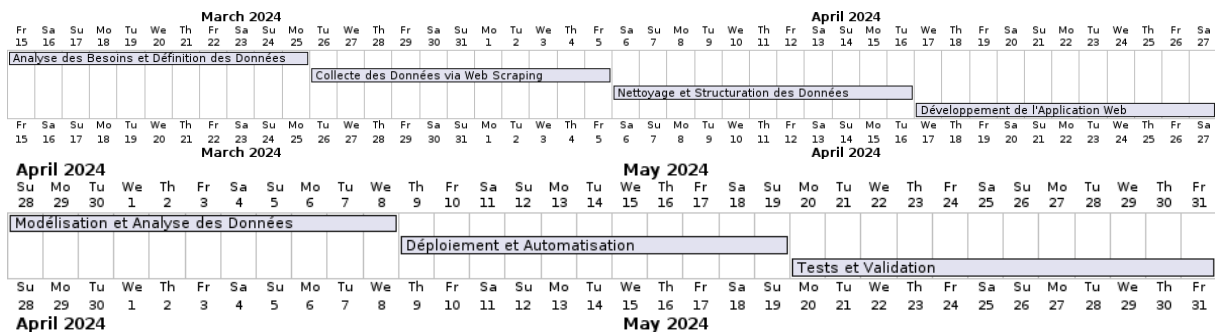 March 2024 April 2024
Fr Sa Su Mo Tu We Th Fr Sa Su Mo Tu We Th Fr Sa Su Mo Tu We Th Fr Sa Su Mo Tu We Th Fr Sa Su Mo Tu We Th Fr Sa Su Mo Tu We Th Fr Sa
15 16 17 18 19 20 21 22 23 24 25 26 27 28 29 30 31 1 2 3 4 5 6 7 8 9 10 11 12 13 14 15 16 17 18 19 20 21 22 23 24 25 26 27
Analyse des Besoins et Définition des Données
Collecte des Données via Web Scraping
Nettoyage et Structuration des Données
Développement de l'Application Web
Fr Sa Su Mo Tu We Th Fr Sa Su Mo Tu We Th Fr Sa Su Mo Tu We Th Fr Sa Su Mo Tu We Th Fr Sa Su Mo Tu We Th Fr Sa Su Mo Tu We Th Fr Sa
15 16 17 18 19 20 21 22 23 24 25 26 27 28 29 30 31 1 2 3 4 5 6 7 8 9 10 11 12 13 14 15 16 17 18 19 20 21 22 23 24 25 26 27
March 2024 April 2024
April 2024 May 2024
Su Mo Tu We Th Fr Sa Su Mo Tu We Th Fr Sa Su Mo Tu We Th Fr Sa Su Mo Tu We Th Fr Sa Su Mo Tu We Th Fr
28 29 30 1 2 3 4 5 6 7 8 9 10 11 12 13 14 15 16 17 18 19 20 21 22 23 24 25 26 27 28 29 30 31
Modélisation et Analyse des Données
Déploiement et Automatisation
Tests et Validation
Su Mo Tu We Th Fr Sa Su Mo Tu We Th Fr Sa Su Mo Tu We Th Fr Sa Su Mo Tu We Th Fr Sa Su Mo Tu We Th Fr
28 29 30 1 2 3 4 5 6 7 8 9 10 11 12 13 14 15 16 17 18 19 20 21 22 23 24 25 26 27 28 29 30 31
April 2024 May 2024